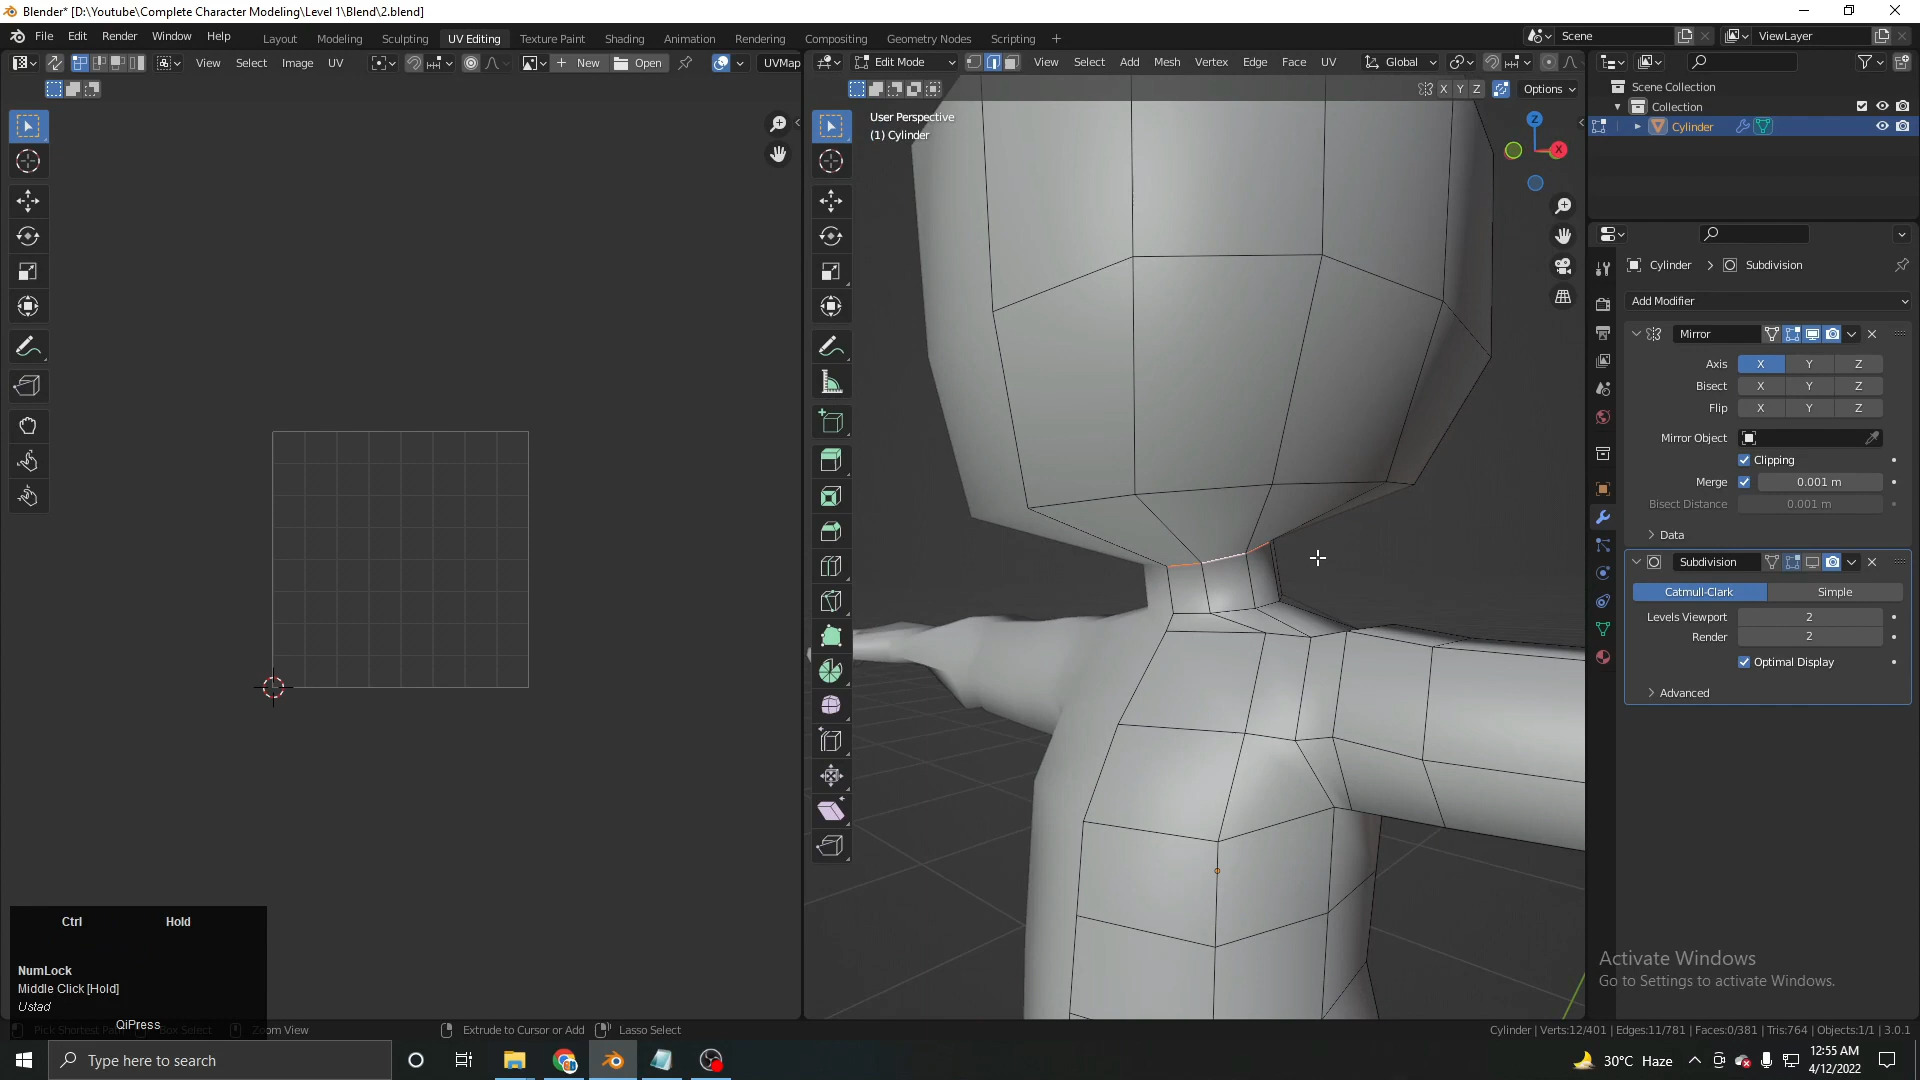 Blender* [D:\Youtube\Complete Character Modeling\Level 1\Blend\2.blend]
File Edit Render Window Help Layout Modeling Sculpting UV Editing Texture Paint Shading Animation Rendering Compositing Geometry Nodes Scripting + Scene ViewLayer
View Select Image UV New Open UVMap Edit Mode View Select Add Mesh Vertex Edge Face UV Global
X Y Z Options
Scene Collection
Collection
Cylinder
User Perspective
(1) Cylinder
Z
X
Cylinder > Subdivision
Add Modifier
Mirror
Axis X Y Z
Bisect X Y Z
Flip X Y Z
Mirror Object
Clipping
Merge 0.001 m
Bisect Distance 0.001 m
Data
Subdivision
Catmull-Clark Simple
Levels Viewport 2
Render 2
Optimal Display
Advanced
Ctrl Hold
NumLock
Middle Click [Hold]
Ustad
QiPress
Activate Windows
Go to Settings to activate Windows.
Pick Shortest Box Select Zoom View Extrude to Cursor or Add Lasso Select Cylinder | Verts:12/401 | Edges:11/781 | Faces:0/381 | Tris:764 | Objects:1/1 | 3.0.1
Type here to search 30°C Haze 12:55 AM
4/12/2022